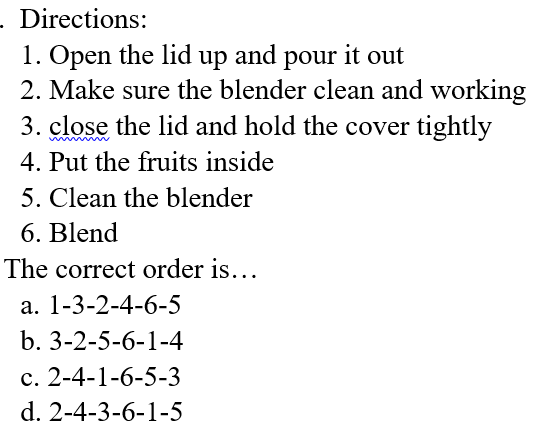 . Directions:
1. Open the lid up and pour it out
2. Make sure the blender clean and working
3. close the lid and hold the cover tightly
4. Put the fruits inside
5. Clean the blender
6. Blend
The correct order is…
a. 1-3-2-4-6-5
b. 3-2-5-6-1-4
c. 2-4-1-6-5-3
d. 2-4-3-6-1-5